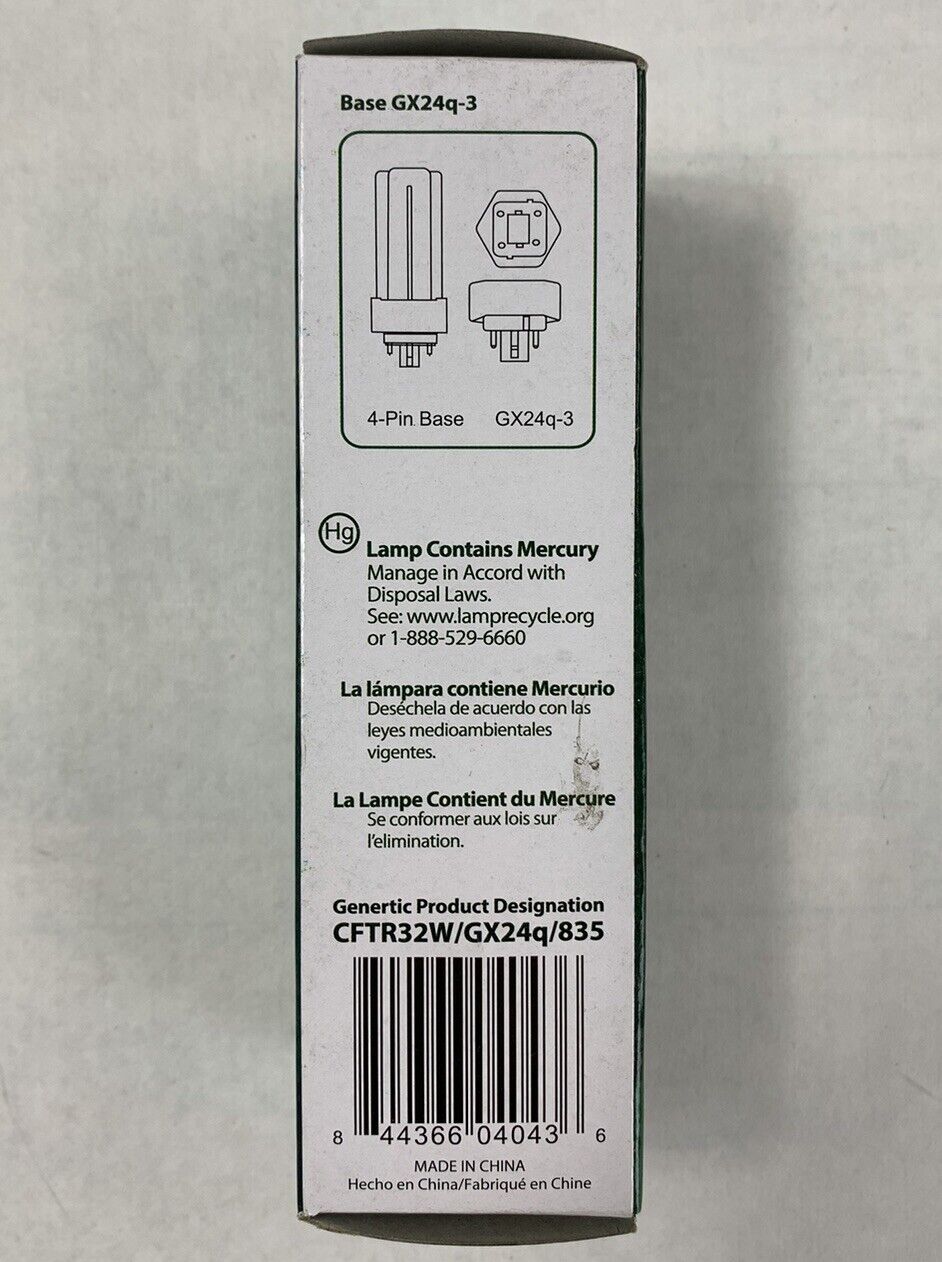 Base GX24q-3
4-Pin Base GX24q-3
Hg
Lamp Contains Mercury
Manage in Accord with
Disposal Laws.
See: www.lamprecycle.org
or 1-888-529-6660
La lámpara contiene Mercurio
Deséchela de acuerdo con las
leyes medioambientales
vigentes.
La Lampe Contient du Mercure
Se conformer aux lois sur
l'elimination.
Genertic Product Designation
CFTR32W/GX24q/835
8 44366 04043 6
MADE IN CHINA
Hecho en China/Fabriqué en Chine